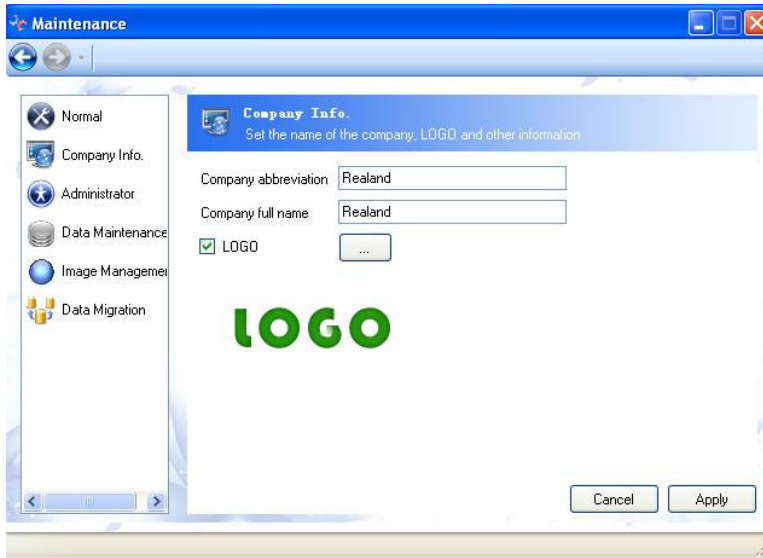 Maintenance
Normal
Company Info.
Administrator
Data Maintenance
Image Managemen
Data Migration
Company Info.
Set the name of the company, LOGO and other information
Company abbreviation Realand
Company full name Realand
LOGO ...
LOGO
Cancel Apply